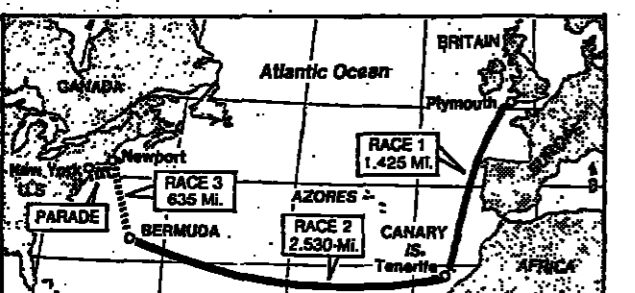 BRITAIN
Atlantic Ocean
CANADA
Plymouth
RACE 1
1.425 MI.
EUROPE
Newport
New York
U.S
RACE 3
635 Mi.
AZORES
PARADE
RACE 2
2.530-Mi.
CANARY
IS.
BERMUDA
Tenerife
AFRICA